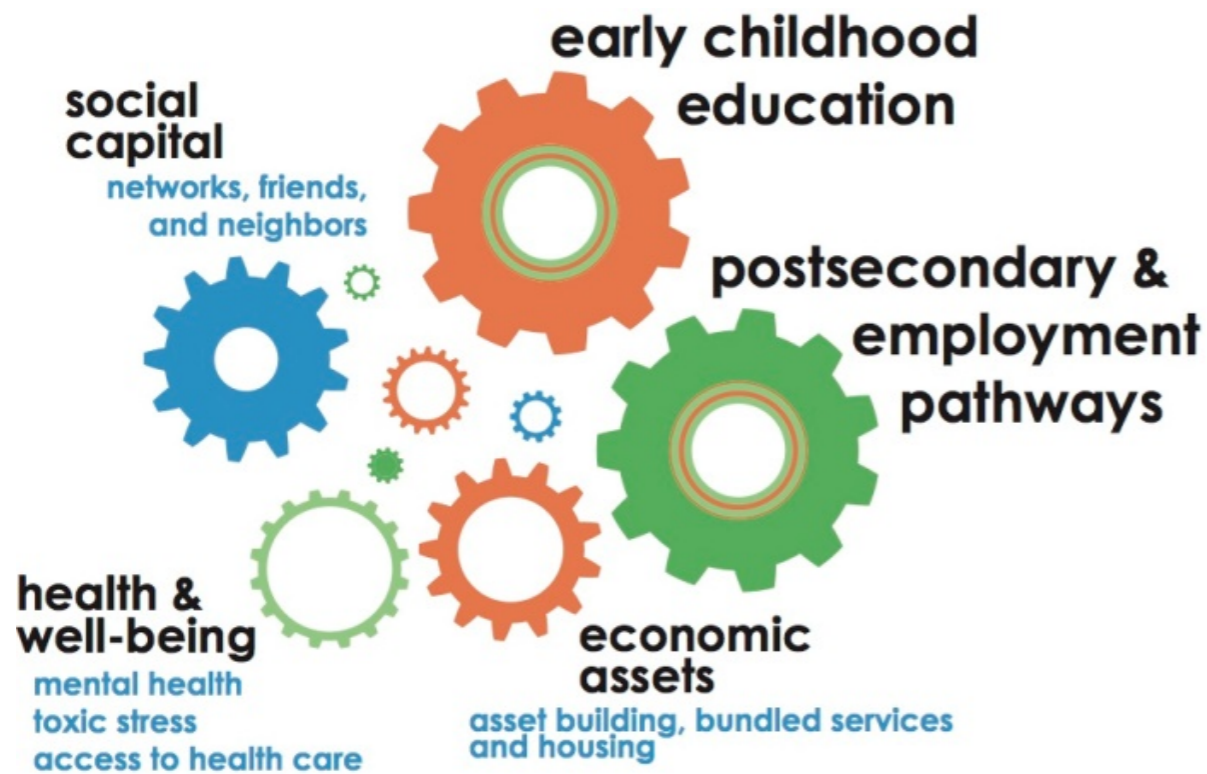 early childhood
education
social
capital
networks, friends,
and neighbors
postsecondary &
employment
pathways
health &
well-being
mental health
toxic stress
access to health care
economic
assets
asset building, bundled services
and housing